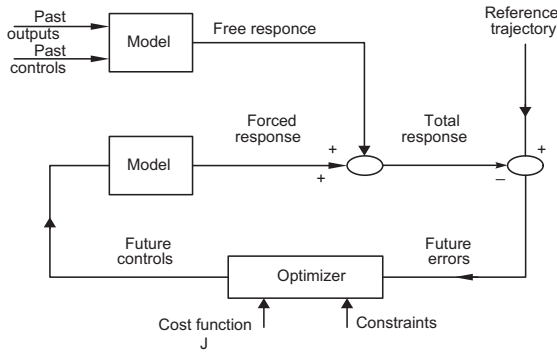 Past
outputs
Past
controls
Model
Free responce
Reference
trajectory
Model
Forced
response
+
+
Total
response
+
–
Future
controls
Optimizer
Future
errors
Cost function
J
Constraints